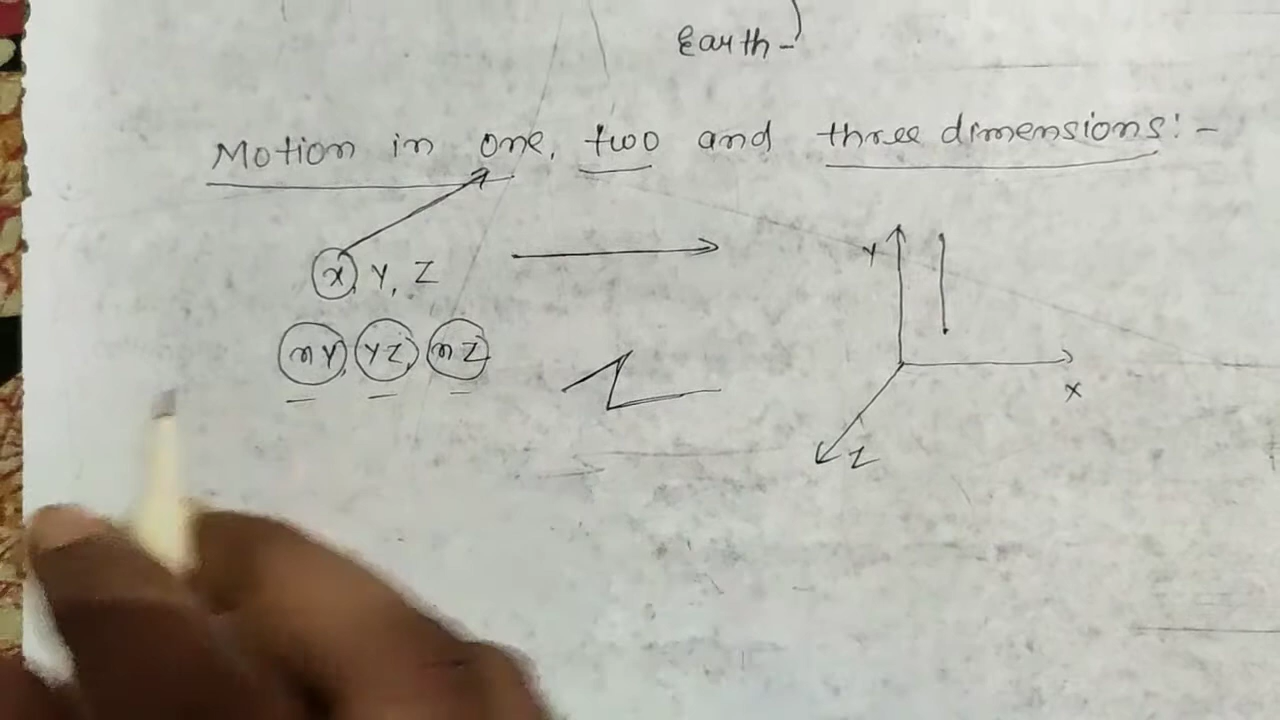 Earth -
Motion in one, two and three dimensions: -
x, Y, Z
xy, yz, xz
Y
X
Z